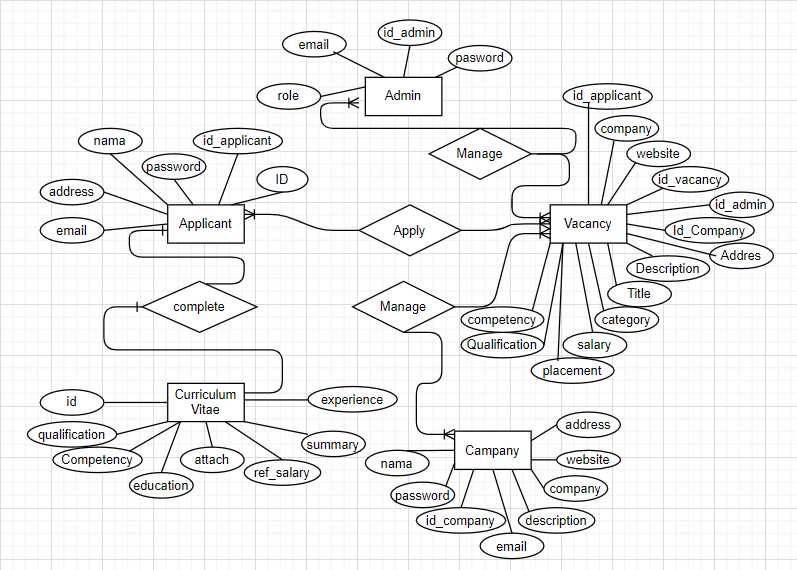 id_admin
email
pasword
role
Admin
id_applicant
company
website
id_vacancy
id_admin
Id_Company
Addres
Manage
nama
id_applicant
password
ID
address
email
Applicant
Apply
Vacancy
Description
Title
category
salary
placement
competency
Qualification
complete
Manage
Curriculum
Vitae
id
experience
qualification
Competency
education
attach
ref_salary
summary
Campany
address
website
company
nama
password
id_company
description
email